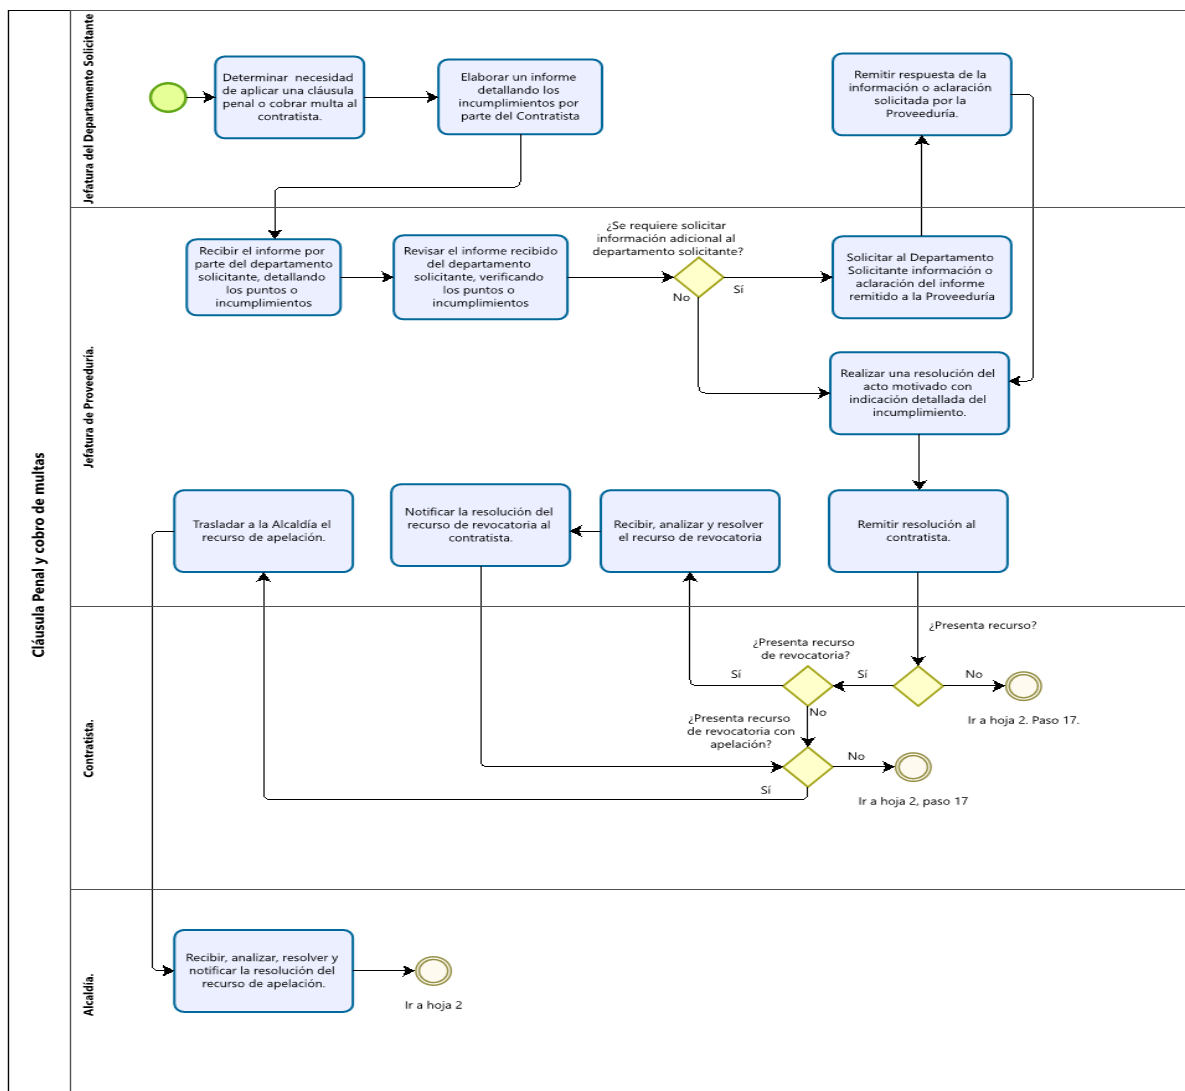 Cláusula Penal y cobro de multas
Jefatura del Departamento Solicitante
Determinar necesidad
de aplicar una cláusula
penal o cobrar multa al
contratista.
Elaborar un informe
detallando los
incumplimientos por
parte del Contratista
Remitir respuesta de la
información o aclaración
solicitada por la
Proveeduría.
Jefatura de Proveeduría.
Recibir el informe por
parte del departamento
solicitante, detallando
los puntos o
incumplimientos
Revisar el informe recibido
del departamento
solicitante, verificando
los puntos o
incumplimientos
¿Se requiere solicitar
información adicional al
departamento solicitante?
Sí
No
Solicitar al Departamento
Solicitante información o
aclaración del informe
remitido a la Proveeduría
Realizar una resolución del
acto motivado con
indicación detallada del
incumplimiento.
Trasladar a la Alcaldía el
recurso de apelación.
Notificar la resolución del
recurso de revocatoria al
contratista.
Recibir, analizar y resolver
el recurso de revocatoria
Remitir resolución al
contratista.
Contratista.
¿Presenta recurso?
¿Presenta recurso
de revocatoria?
Sí
Sí
No
Ir a hoja 2. Paso 17.
No
¿Presenta recurso
de revocatoria con
apelación?
No
Sí
Ir a hoja 2, paso 17
Alcaldía.
Recibir, analizar, resolver y
notificar la resolución del
recurso de apelación.
Ir a hoja 2